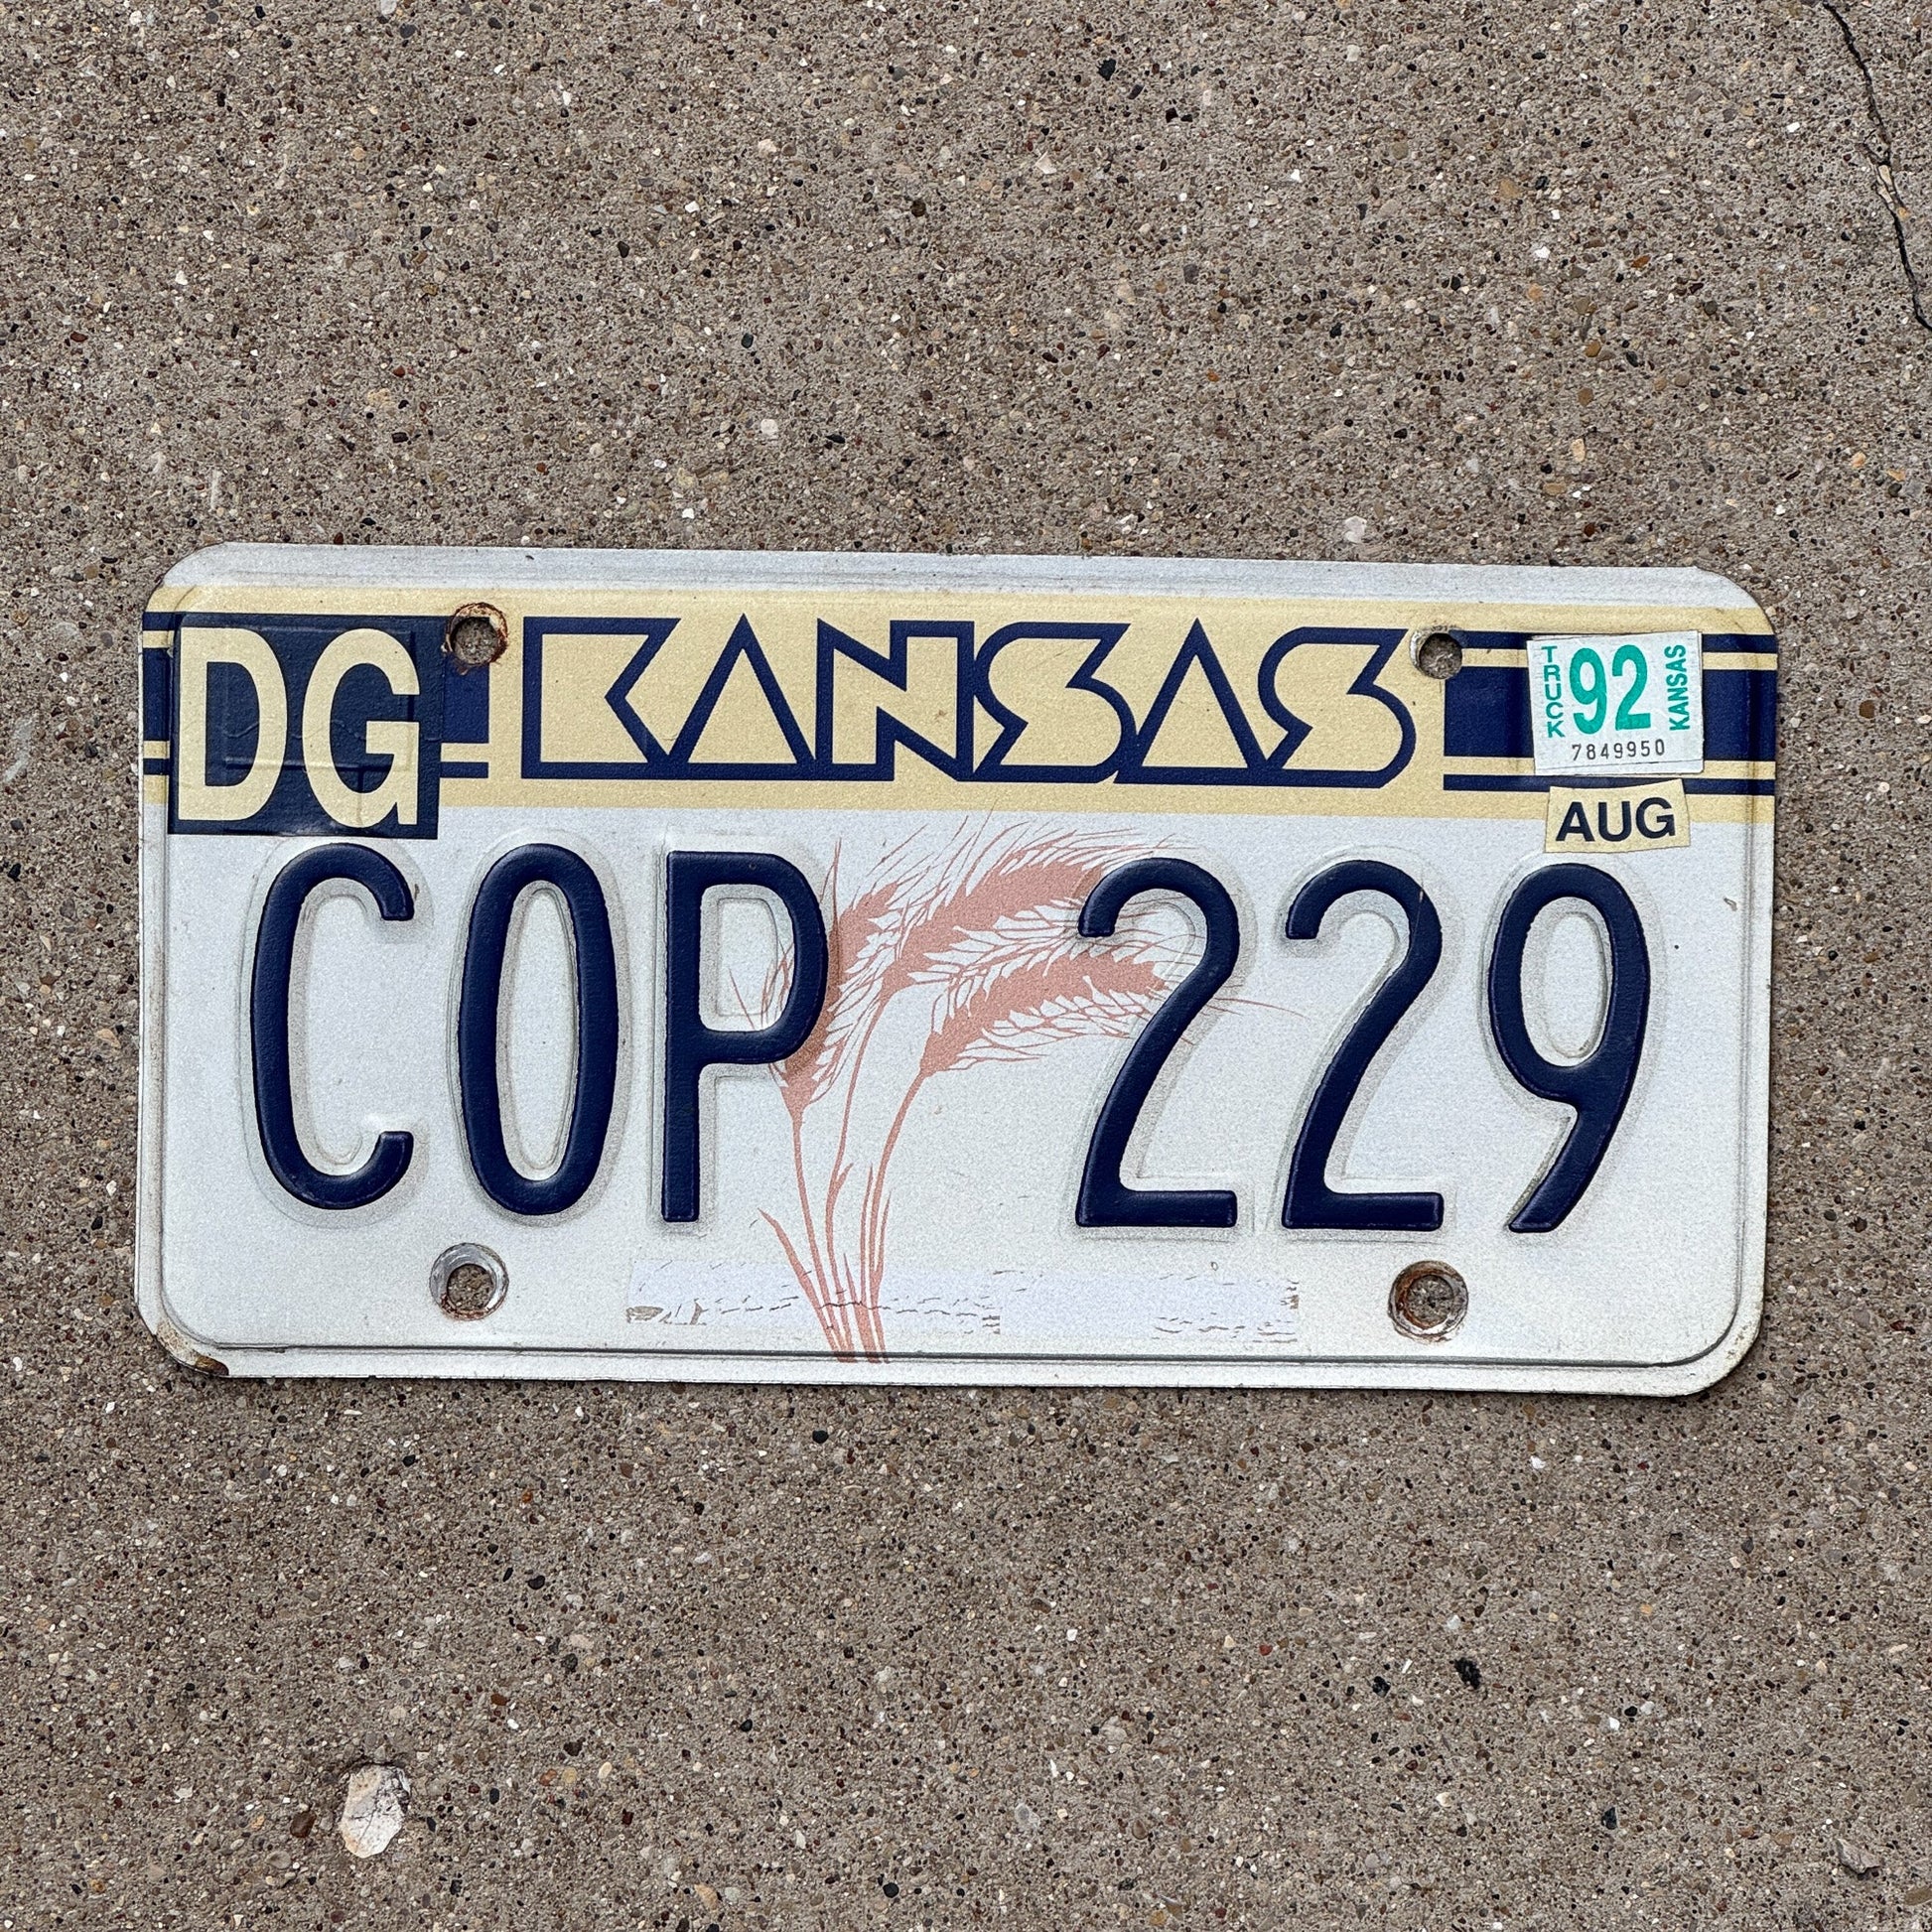 DG KANSAS
TRUCK 92 KANSAS
7849950
AUG
COP 229